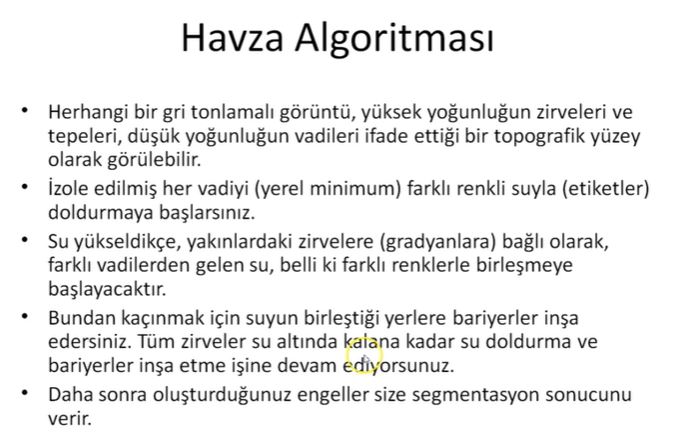 Havza Algoritması
• Herhangi bir gri tonlamalı görüntü, yüksek yoğunluğun zirveleri ve
tepeleri, düşük yoğunluğun vadileri ifade ettiği bir topografik yüzey
olarak görülebilir.
• İzole edilmiş her vadiyi (yerel minimum) farklı renkli suyla (etiketler)
doldurmaya başlarsınız.
• Su yükseldikçe, yakınlardaki zirvelere (gradyanlara) bağlı olarak,
farklı vadilerden gelen su, belli ki farklı renklerle birleşmeye
başlayacaktır.
• Bundan kaçınmak için suyun birleştiği yerlere bariyerler inşa
edersiniz. Tüm zirveler su altında kalana kadar su doldurma ve
bariyerler inşa etme işine devam ediyorsunuz.
• Daha sonra oluşturduğunuz engeller size segmentasyon sonucunu
verir.